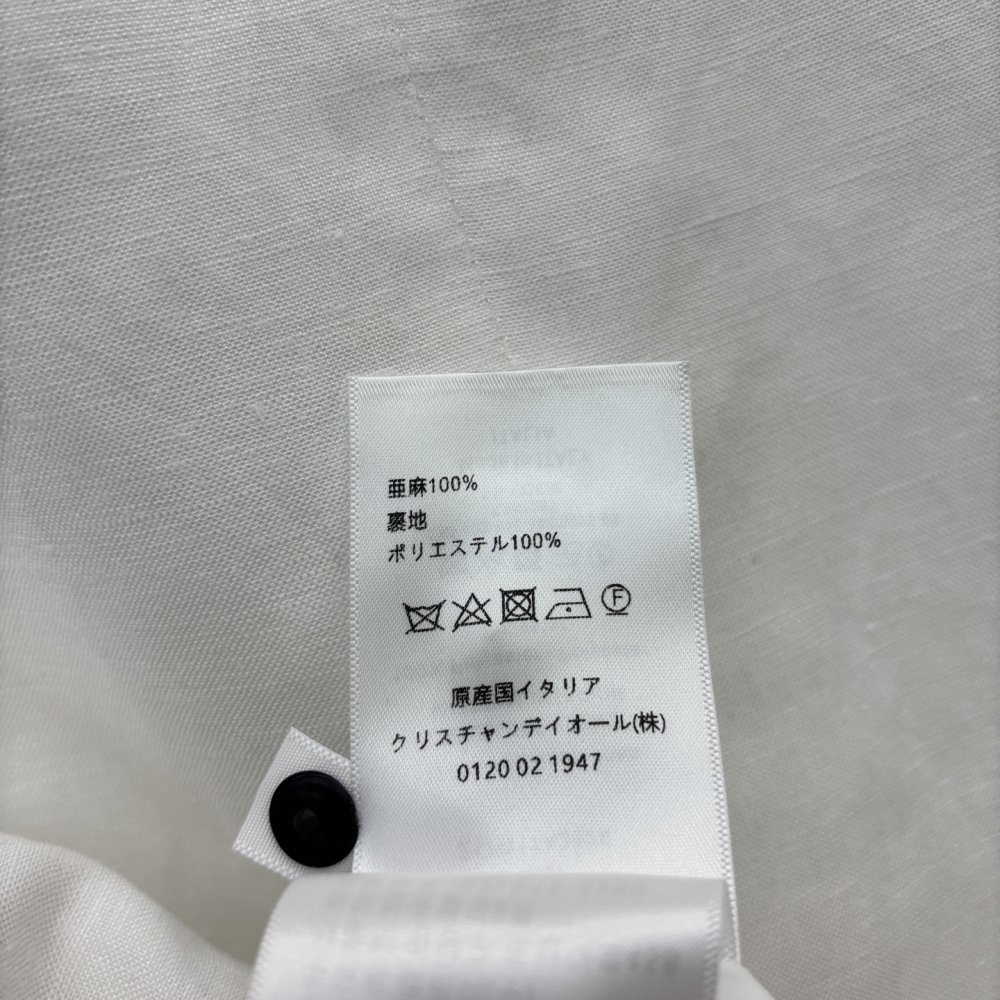 亜麻100%
裏地
ポリエステル100%
F
原産国イタリア
クリスチャンディオール(株)
0120 02 1947